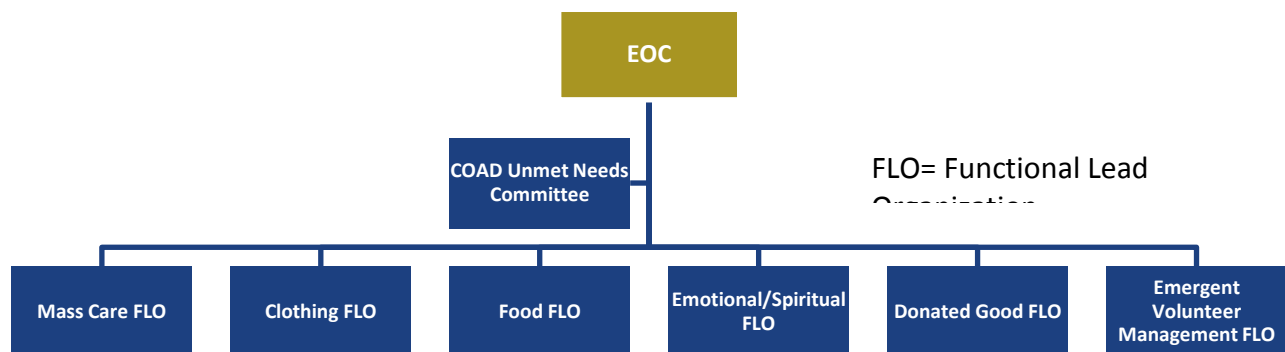 EOC
COAD Unmet Needs
Committee
FLO= Functional Lead
Organization
Mass Care FLO
Clothing FLO
Food FLO
Emotional/Spiritual
FLO
Donated Good FLO
Emergent
Volunteer
Management FLO